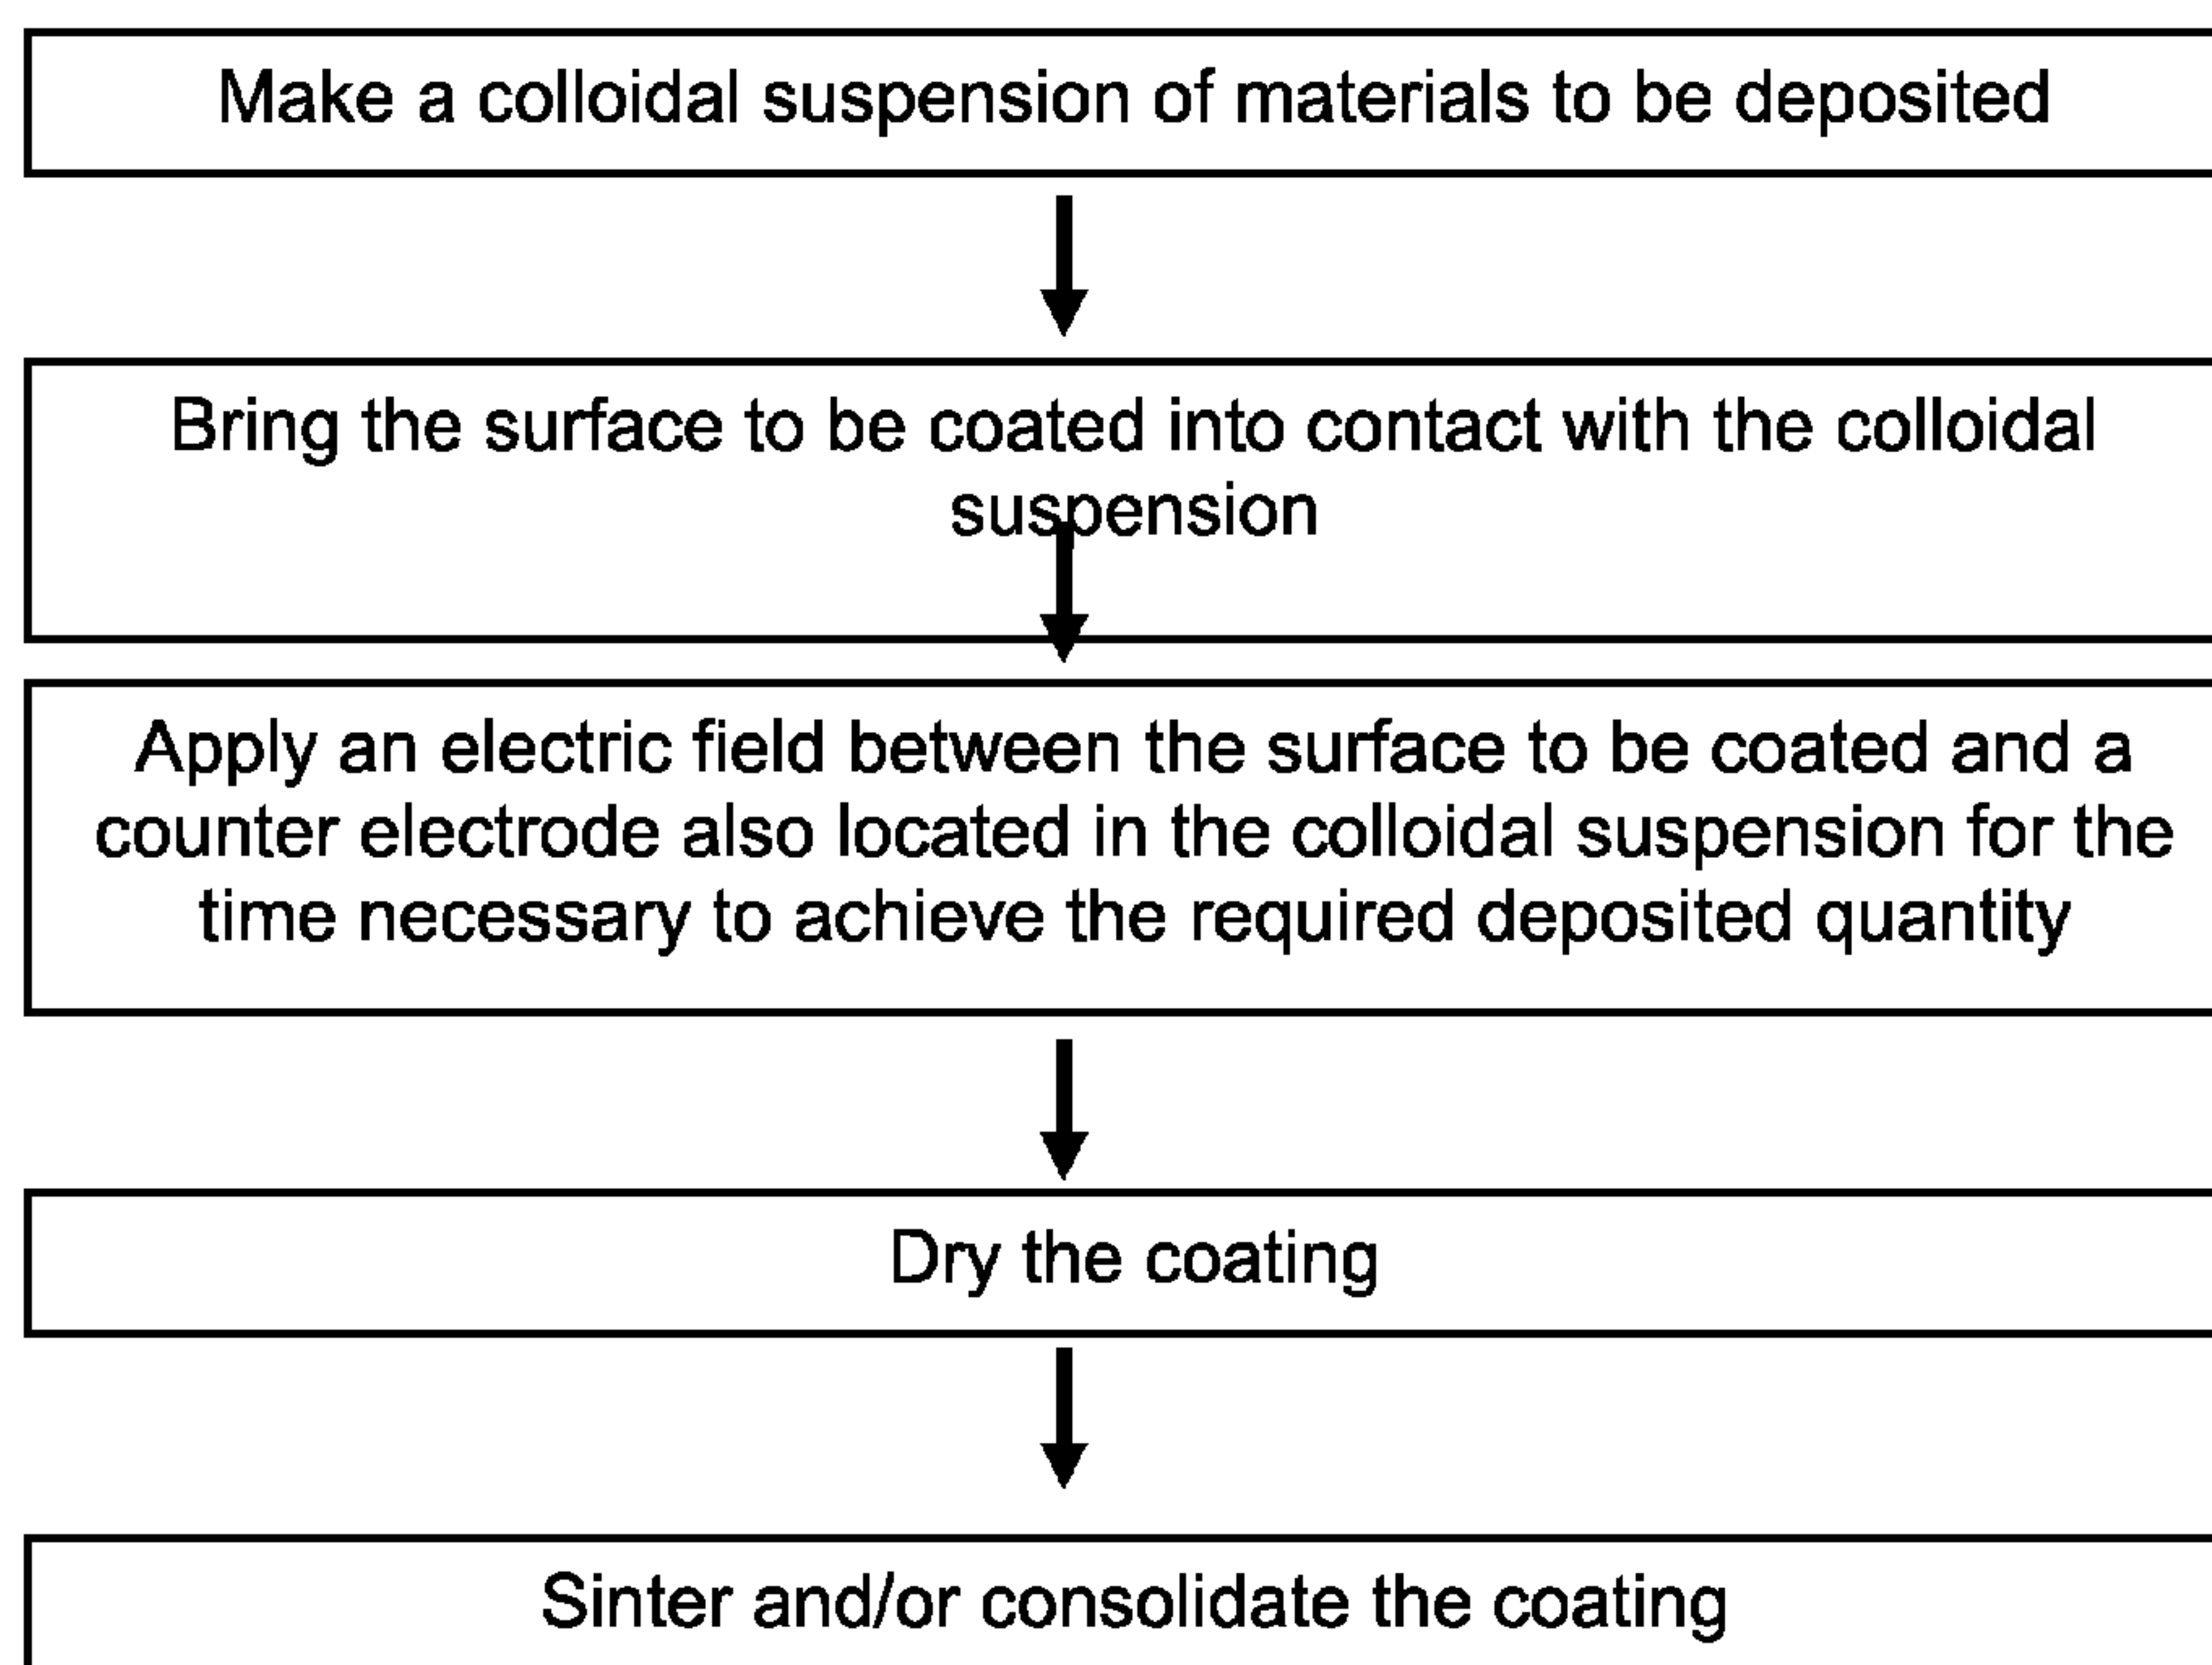 Make a colloidal suspension of materials to be deposited
Bring the surface to be coated into contact with the colloidal
suspension
Apply an electric field between the surface to be coated and a
counter electrode also located in the colloidal suspension for the
time necessary to achieve the required deposited quantity
Dry the coating
Sinter and/or consolidate the coating